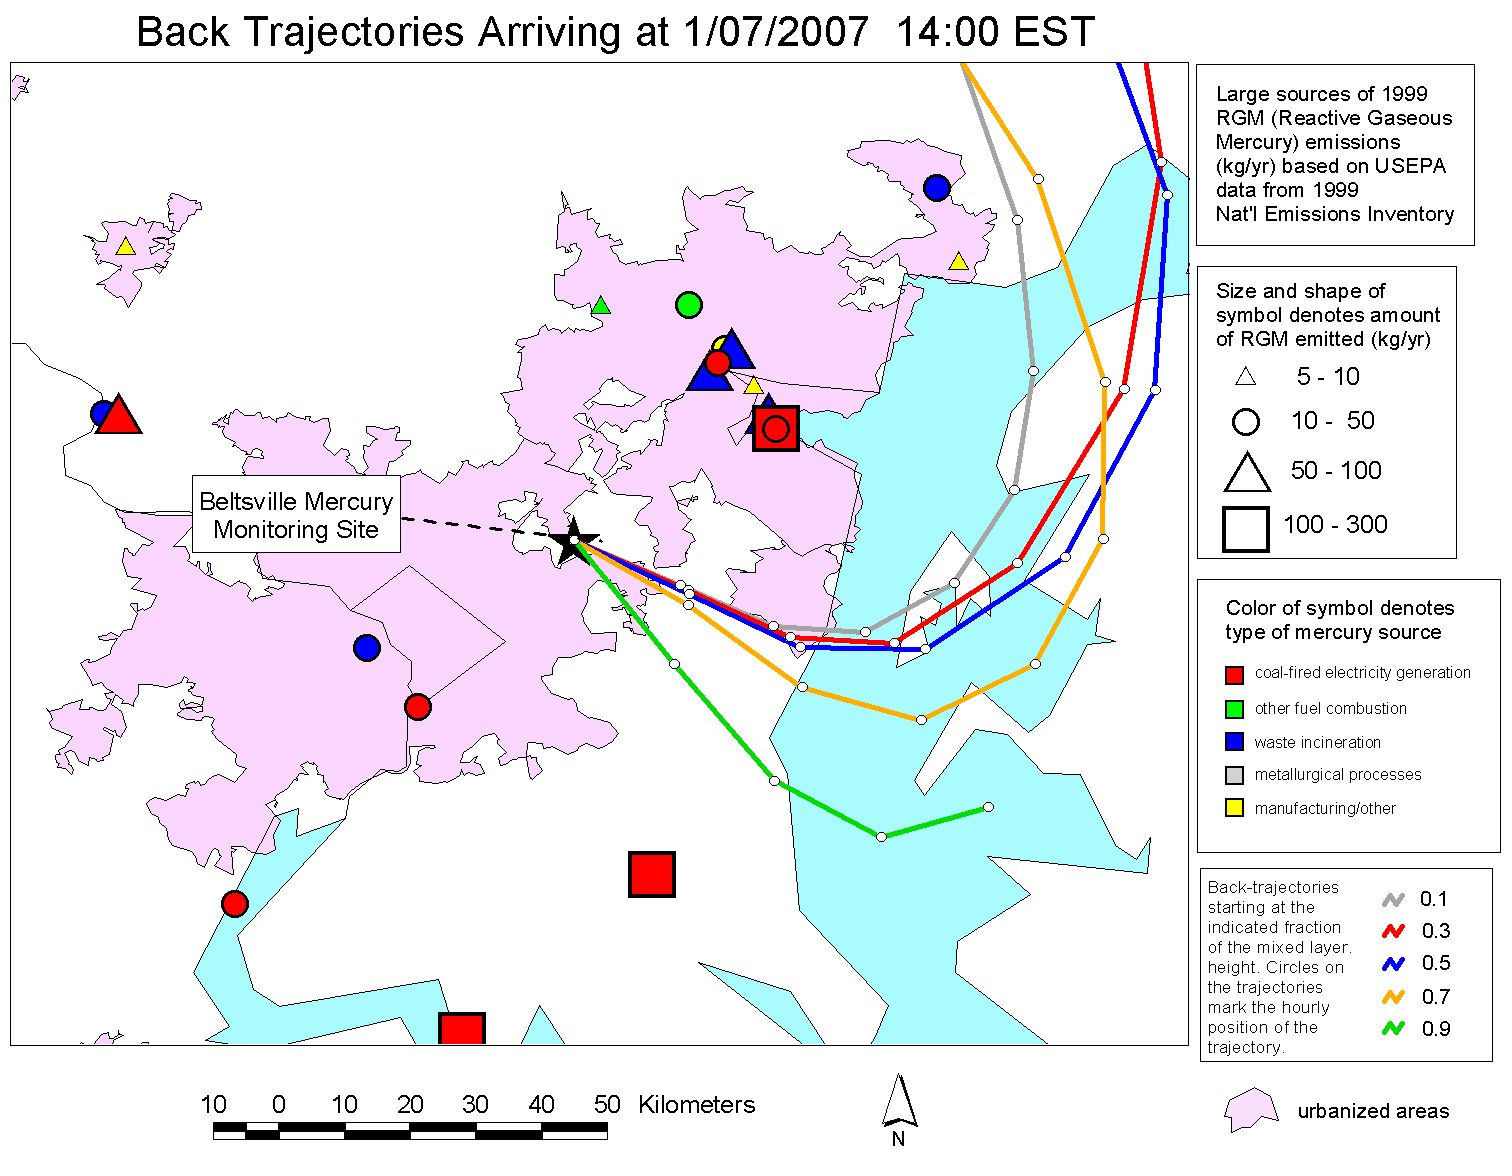 Back Trajectories Arriving at 1/07/2007  14:00 EST
Large sources of 1999
RGM (Reactive Gaseous
Mercury) emissions
(kg/yr) based on USEPA
data from 1999
Nat'l Emissions Inventory
Size and shape of
symbol denotes amount
of RGM emitted (kg/yr)
5 - 10
10 -  50
50 - 100
100 - 300
Beltsville Mercury
Monitoring Site
Color of symbol denotes
type of mercury source
coal-fired electricity generation
other fuel combustion
waste incineration
metallurgical processes
manufacturing/other
Back-trajectories
starting at the
indicated fraction
of the mixed layer.
height. Circles on
the trajectories
mark the hourly
position of the
trajectory.
0.1
0.3
0.5
0.7
0.9
10 0 10 20 30 40 50 Kilometers
N
urbanized areas